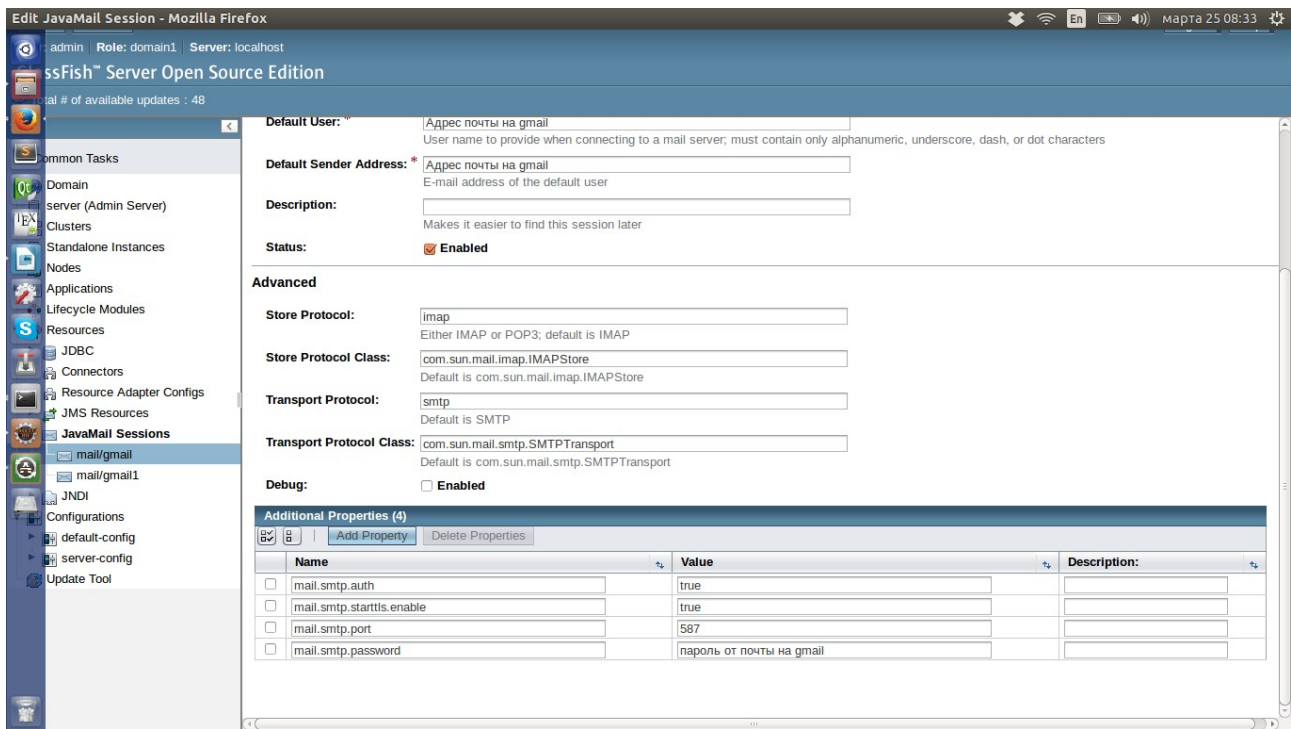 Edit JavaMail Session - Mozilla Firefox
En
марта 25 08:33
admin Role: domain1 Server: localhost
ssFish™ Server Open Source Edition
tal # of available updates : 48
Default User: * Адрес почты на gmail
User name to provide when connecting to a mail server; must contain only alphanumeric, underscore, dash, or dot characters
Default Sender Address: * Адрес почты на gmail
E-mail address of the default user
Description:
Makes it easier to find this session later
Status: Enabled
Advanced
Store Protocol: imap
Either IMAP or POP3; default is IMAP
Store Protocol Class: com.sun.mail.imap.IMAPStore
Default is com.sun.mail.imap.IMAPStore
Transport Protocol: smtp
Default is SMTP
Transport Protocol Class: com.sun.mail.smtp.SMTPTransport
Default is com.sun.mail.smtp.SMTPTransport
Debug: Enabled
Additional Properties (4)
Add Property Delete Properties
Name Value Description:
mail.smtp.auth true
mail.smtp.starttls.enable true
mail.smtp.port 587
mail.smtp.password пароль от почты на gmail
ommon Tasks
Domain
server (Admin Server)
Clusters
Standalone Instances
Nodes
Applications
Lifecycle Modules
Resources
JDBC
Connectors
Resource Adapter Configs
JMS Resources
JavaMail Sessions
mail/gmail
mail/gmail1
JNDI
Configurations
default-config
server-config
Update Tool